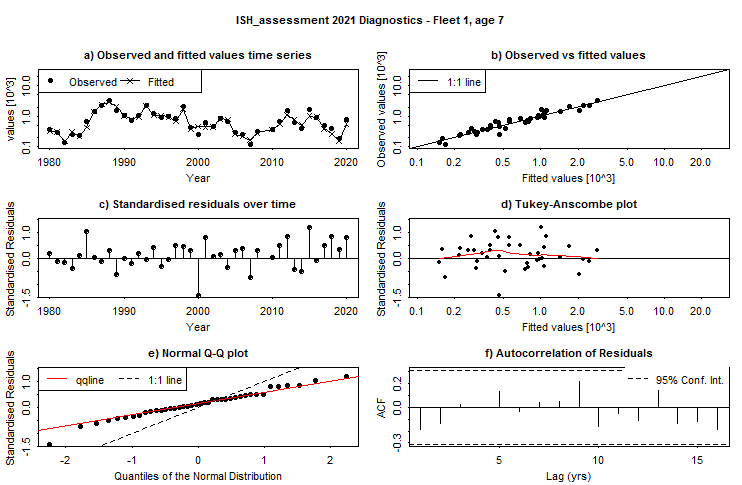 ISH_assessment 2021 Diagnostics - Fleet 1, age 7
a) Observed and fitted values time series
values [10^3]
10.0
1.0
0.1
Observed
Fitted
1980
1990
2000
2010
2020
Year
b) Observed vs fitted values
Observed values [10^3]
10.0
1.0
0.1
1:1 line
0.1
0.2
0.5
1.0
2.0
5.0
10.0
20.0
Fitted values [10^3]
c) Standardised residuals over time
Standardised Residuals
1.0
0.0
-1.5
1980
1990
2000
2010
2020
Year
d) Tukey-Anscombe plot
Standardised Residuals
1.0
0.0
-1.5
0.1
0.2
0.5
1.0
2.0
5.0
10.0
20.0
Fitted values [10^3]
e) Normal Q-Q plot
Standardised Residuals
1.0
0.0
-1.5
qqline
1:1 line
-2
-1
0
1
2
Quantiles of the Normal Distribution
f) Autocorrelation of Residuals
ACF
0.2
0.0
-0.3
95% Conf. Int.
5
10
15
Lag (yrs)